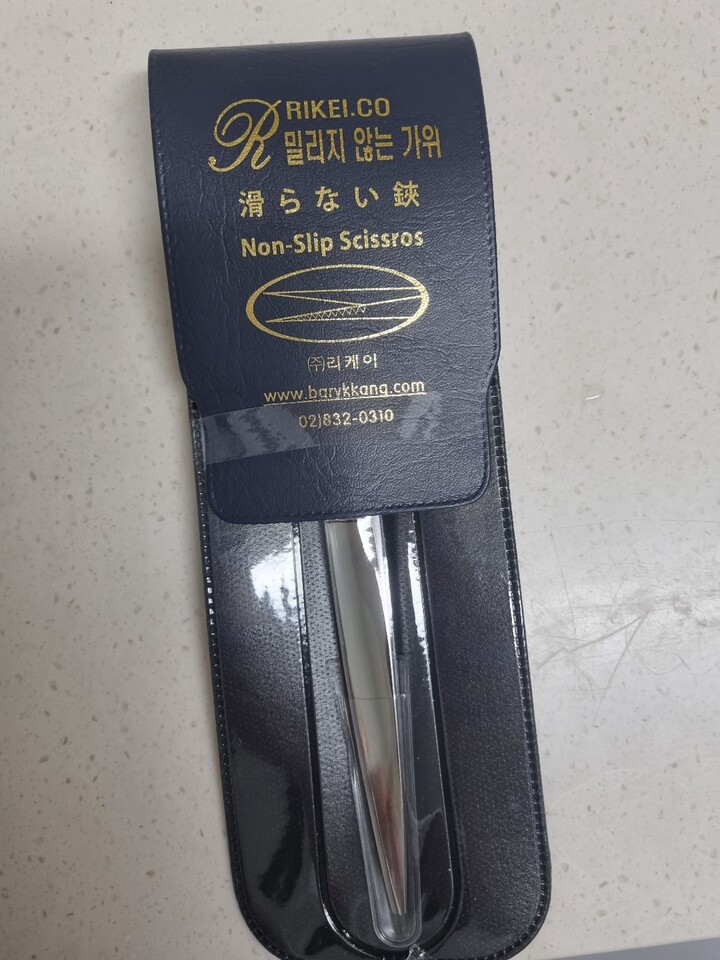 R RIKEI.CO
밀리지 않는 가위
滑らない鋏
Non-Slip Scissros
㈜리케이
www.barykkang.com
02)832-0310